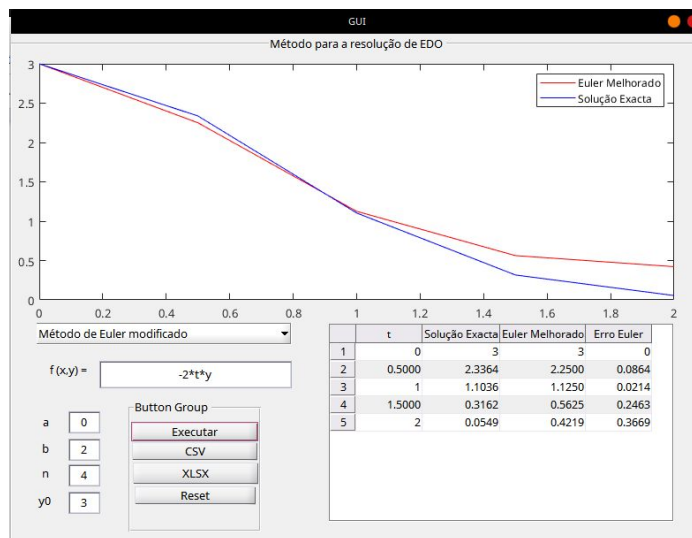 GUI
Método para a resolução de EDO
3
2.5
2
1.5
1
0.5
0
Euler Melhorado
Solução Exacta
0 0.2 0.4 0.6 0.8 1 1.2 1.4 1.6 1.8 2
Método de Euler modificado
f (x,y) = -2*t*y
a 0
b 2
n 4
y0 3
Button Group
Executar
CSV
XLSX
Reset
t Solução Exacta Euler Melhorado Erro Euler
1 0 3 3 0
2 0.5000 2.3364 2.2500 0.0864
3 1 1.1036 1.1250 0.0214
4 1.5000 0.3162 0.5625 0.2463
5 2 0.0549 0.4219 0.3669